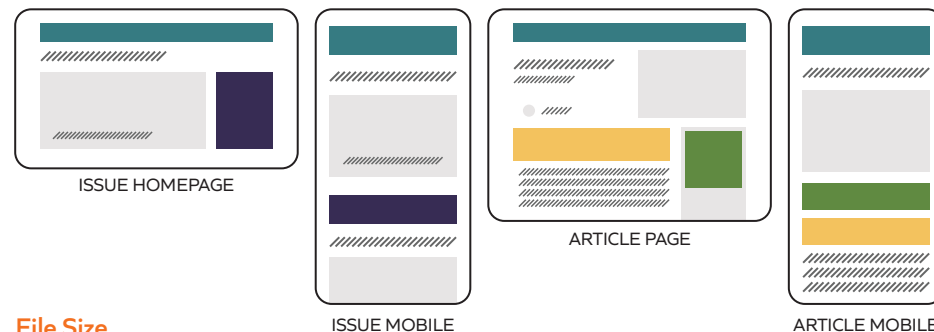 ISSUE HOMEPAGE
ARTICLE PAGE
File Size
ISSUE MOBILE
ARTICLE MOBILE